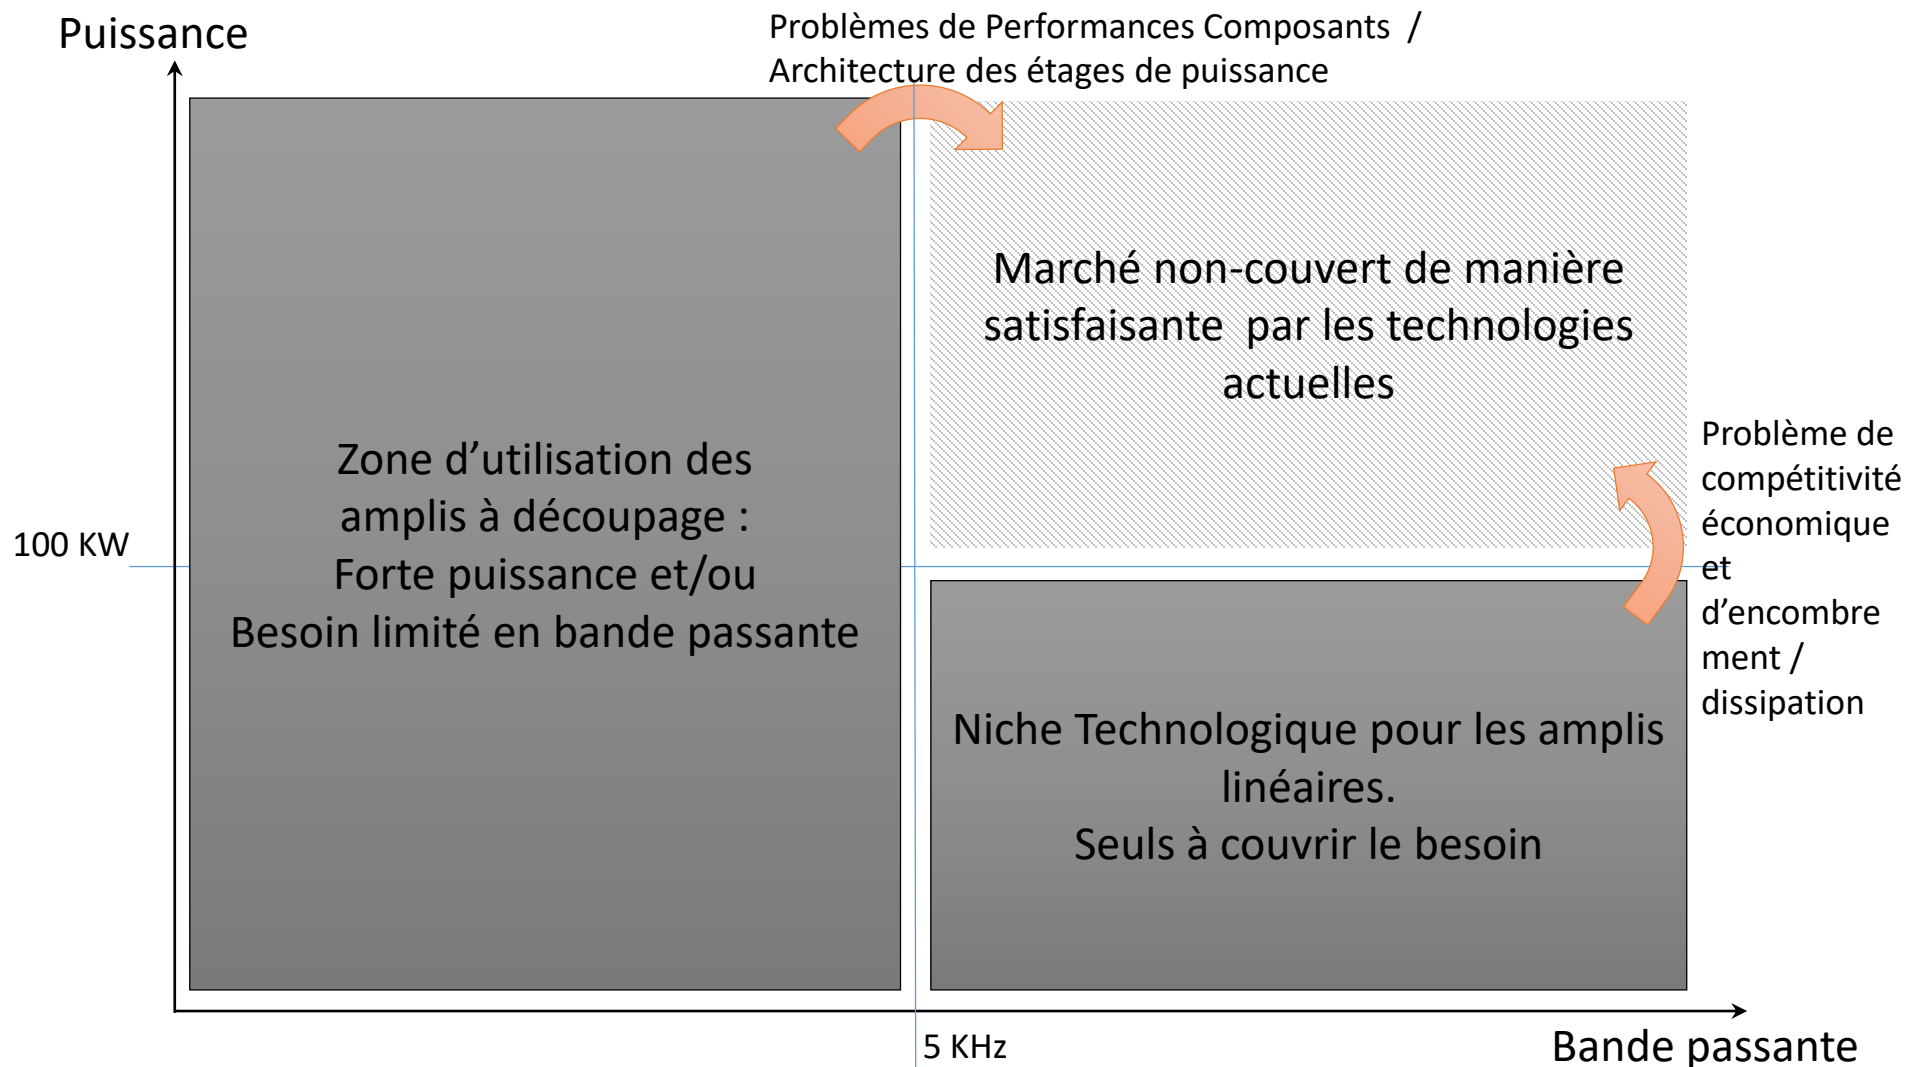 Puissance
Problèmes de Performances Composants /
Architecture des étages de puissance
Marché non-couvert de manière
satisfaisante par les technologies
actuelles
Zone d’utilisation des
amplis à découpage :
Forte puissance et/ou
Besoin limité en bande passante
100 KW
Problème de
compétitivité
économique
et
d’encombre
ment /
dissipation
Niche Technologique pour les amplis
linéaires.
Seuls à couvrir le besoin
5 KHz
Bande passante